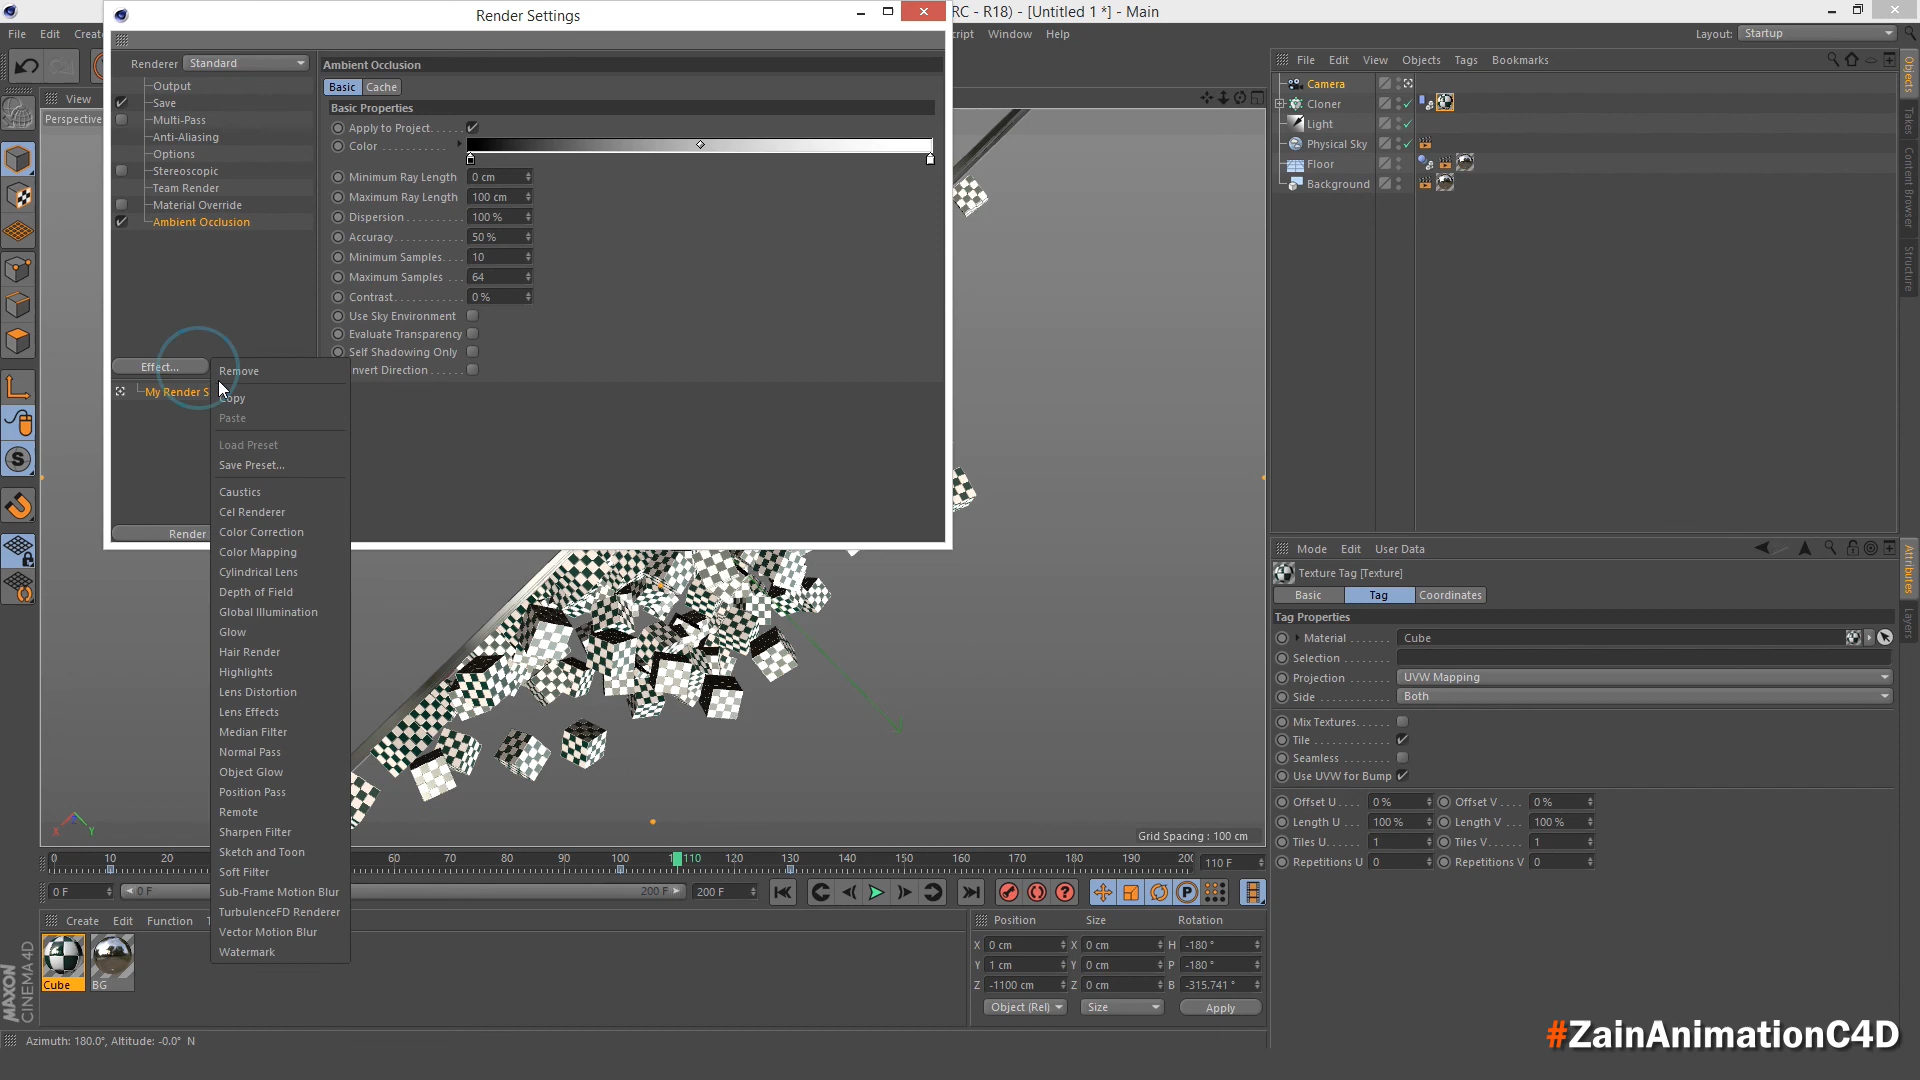 Render Settings
RC - R18) - [Untitled 1 *] - Main
File Edit Creat
cript Window Help
Layout: Startup
Renderer Standard
Output
Save
Multi-Pass
Anti-Aliasing
Options
Stereoscopic
Team Render
Material Override
Ambient Occlusion
Effect...
My Render S
Render
Ambient Occlusion
Basic Cache
Basic Properties
Apply to Project
Color
Minimum Ray Length 0 cm
Maximum Ray Length 100 cm
Dispersion 100 %
Accuracy 50 %
Minimum Samples 10
Maximum Samples 64
Contrast 0 %
Use Sky Environment
Evaluate Transparency
Self Shadowing Only
nvert Direction
Remove
Copy
Paste
Load Preset
Save Preset...
Caustics
Cel Renderer
Color Correction
Color Mapping
Cylindrical Lens
Depth of Field
Global Illumination
Glow
Hair Render
Highlights
Lens Distortion
Lens Effects
Median Filter
Normal Pass
Object Glow
Position Pass
Remote
Sharpen Filter
Sketch and Toon
Soft Filter
Sub-Frame Motion Blur
TurbulenceFD Renderer
Vector Motion Blur
Watermark
View
Perspective
X Y
Grid Spacing : 100 cm
0 10 20 60 70 80 90 100 110 120 130 140 150 160 170 180 190 20 110 F
0 F 0 F 200 F 200 F
Create Edit Function T
Cube BG
MAXON
CINEMA 4D
Position Size Rotation
X 0 cm X 0 cm H -180 °
Y 1 cm Y 0 cm P -180 °
Z -1100 cm Z 0 cm B -315.741 °
Object (Rel) Size Apply
Azimuth: 180.0°, Altitude: -0.0° N
File Edit View Objects Tags Bookmarks
Camera
Cloner
Light
Physical Sky
Floor
Background
Objects
Takes
Content Browser
Structure
Mode Edit User Data
Texture Tag [Texture]
Basic Tag Coordinates
Tag Properties
Material Cube
Selection
Projection UVW Mapping
Side Both
Mix Textures
Tile
Seamless
Use UVW for Bump
Offset U 0 % Offset V 0 %
Length U 100 % Length V 100 %
Tiles U 1 Tiles V 1
Repetitions U 0 Repetitions V 0
Attributes
Layers
#ZainAnimationC4D